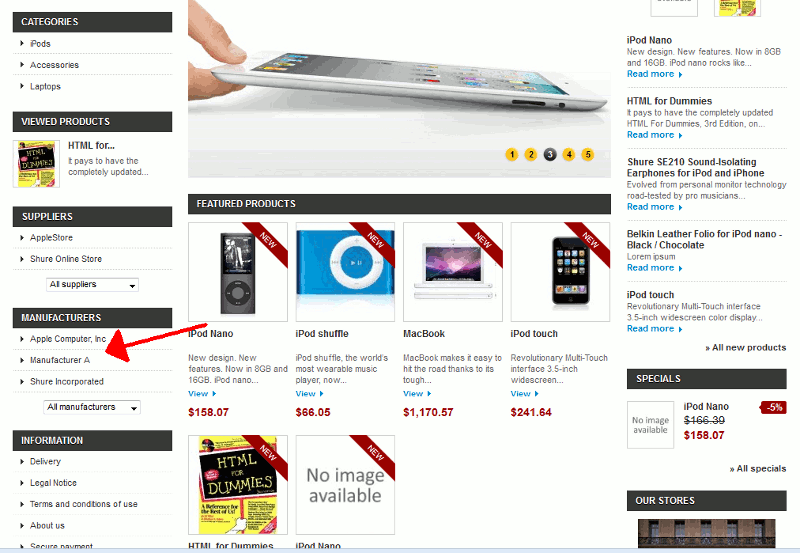 CATEGORIES
iPods
Accessories
Laptops
VIEWED PRODUCTS
HTML for...
It pays to have the
completely updated...
SUPPLIERS
AppleStore
Shure Online Store
All suppliers
MANUFACTURERS
Apple Computer, Inc
Manufacturer A
Shure Incorporated
All manufacturers
INFORMATION
Delivery
Legal Notice
Terms and conditions of use
About us
Secure payment
1 2 3 4 5
FEATURED PRODUCTS
NEW
NEW
NEW
NEW
iPod Nano
New design. New
features. Now in 8GB
and 16GB. iPod nano...
View
$158.07
iPod shuffle
iPod shuffle, the world's
most wearable music
player, now...
View
$66.05
MacBook
MacBook makes it easy to
hit the road thanks to its
tough...
View
$1,170.57
iPod touch
Revolutionary Multi-Touch
interface 3.5-inch
widescreen...
View
$241.64
NEW
HTML
FOR
DUMMIES
A Reference
for the
Rest of Us!
HTML for Dummies
NEW
No image
available
iPod Nano
iPod Nano
New design. New features. Now in 8GB
and 16GB. iPod nano rocks like...
Read more
HTML for Dummies
It pays to have the completely updated
HTML For Dummies, 3rd Edition, on...
Read more
Shure SE210 Sound-Isolating
Earphones for iPod and iPhone
Evolved from personal monitor technology
road-tested by pro musicians...
Read more
Belkin Leather Folio for iPod nano -
Black / Chocolate
Lorem ipsum
Read more
iPod touch
Revolutionary Multi-Touch interface
3.5-inch widescreen color display...
Read more
» All new products
SPECIALS
No image
available
iPod Nano
-5%
$166.39
$158.07
» All specials
OUR STORES